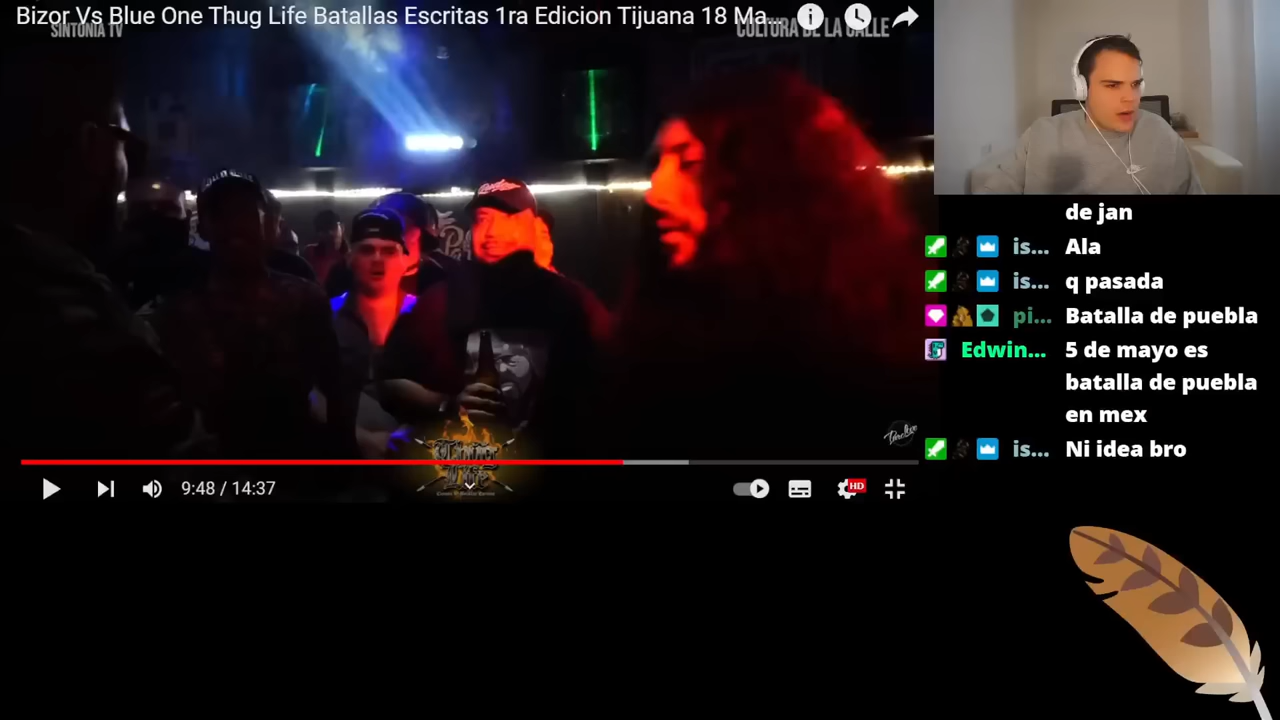 Bizor Vs Blue One Thug Life Batallas Escritas 1ra Edicion Tijuana 18 Ma...
SINTONIA TV
CULTURA DE LA CALLE
de jan
is... Ala
is... q pasada
pi... Batalla de puebla
Edwin... 5 de mayo es
batalla de puebla
en mex
is... Ni idea bro
9:48 / 14:37
HD